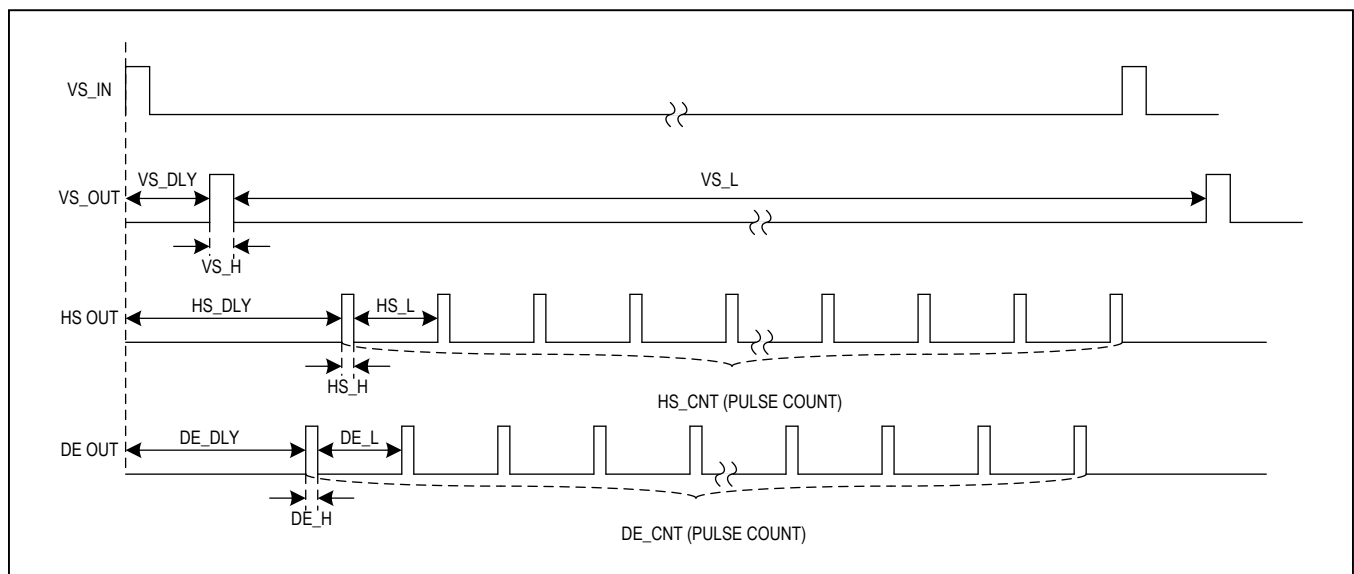 VS_IN
VS_DLY
VS_L
VS_OUT
VS_H
HS_DLY
HS_L
HS OUT
HS_H
HS_CNT (PULSE COUNT)
DE_DLY
DE_L
DE OUT
DE_H
DE_CNT (PULSE COUNT)